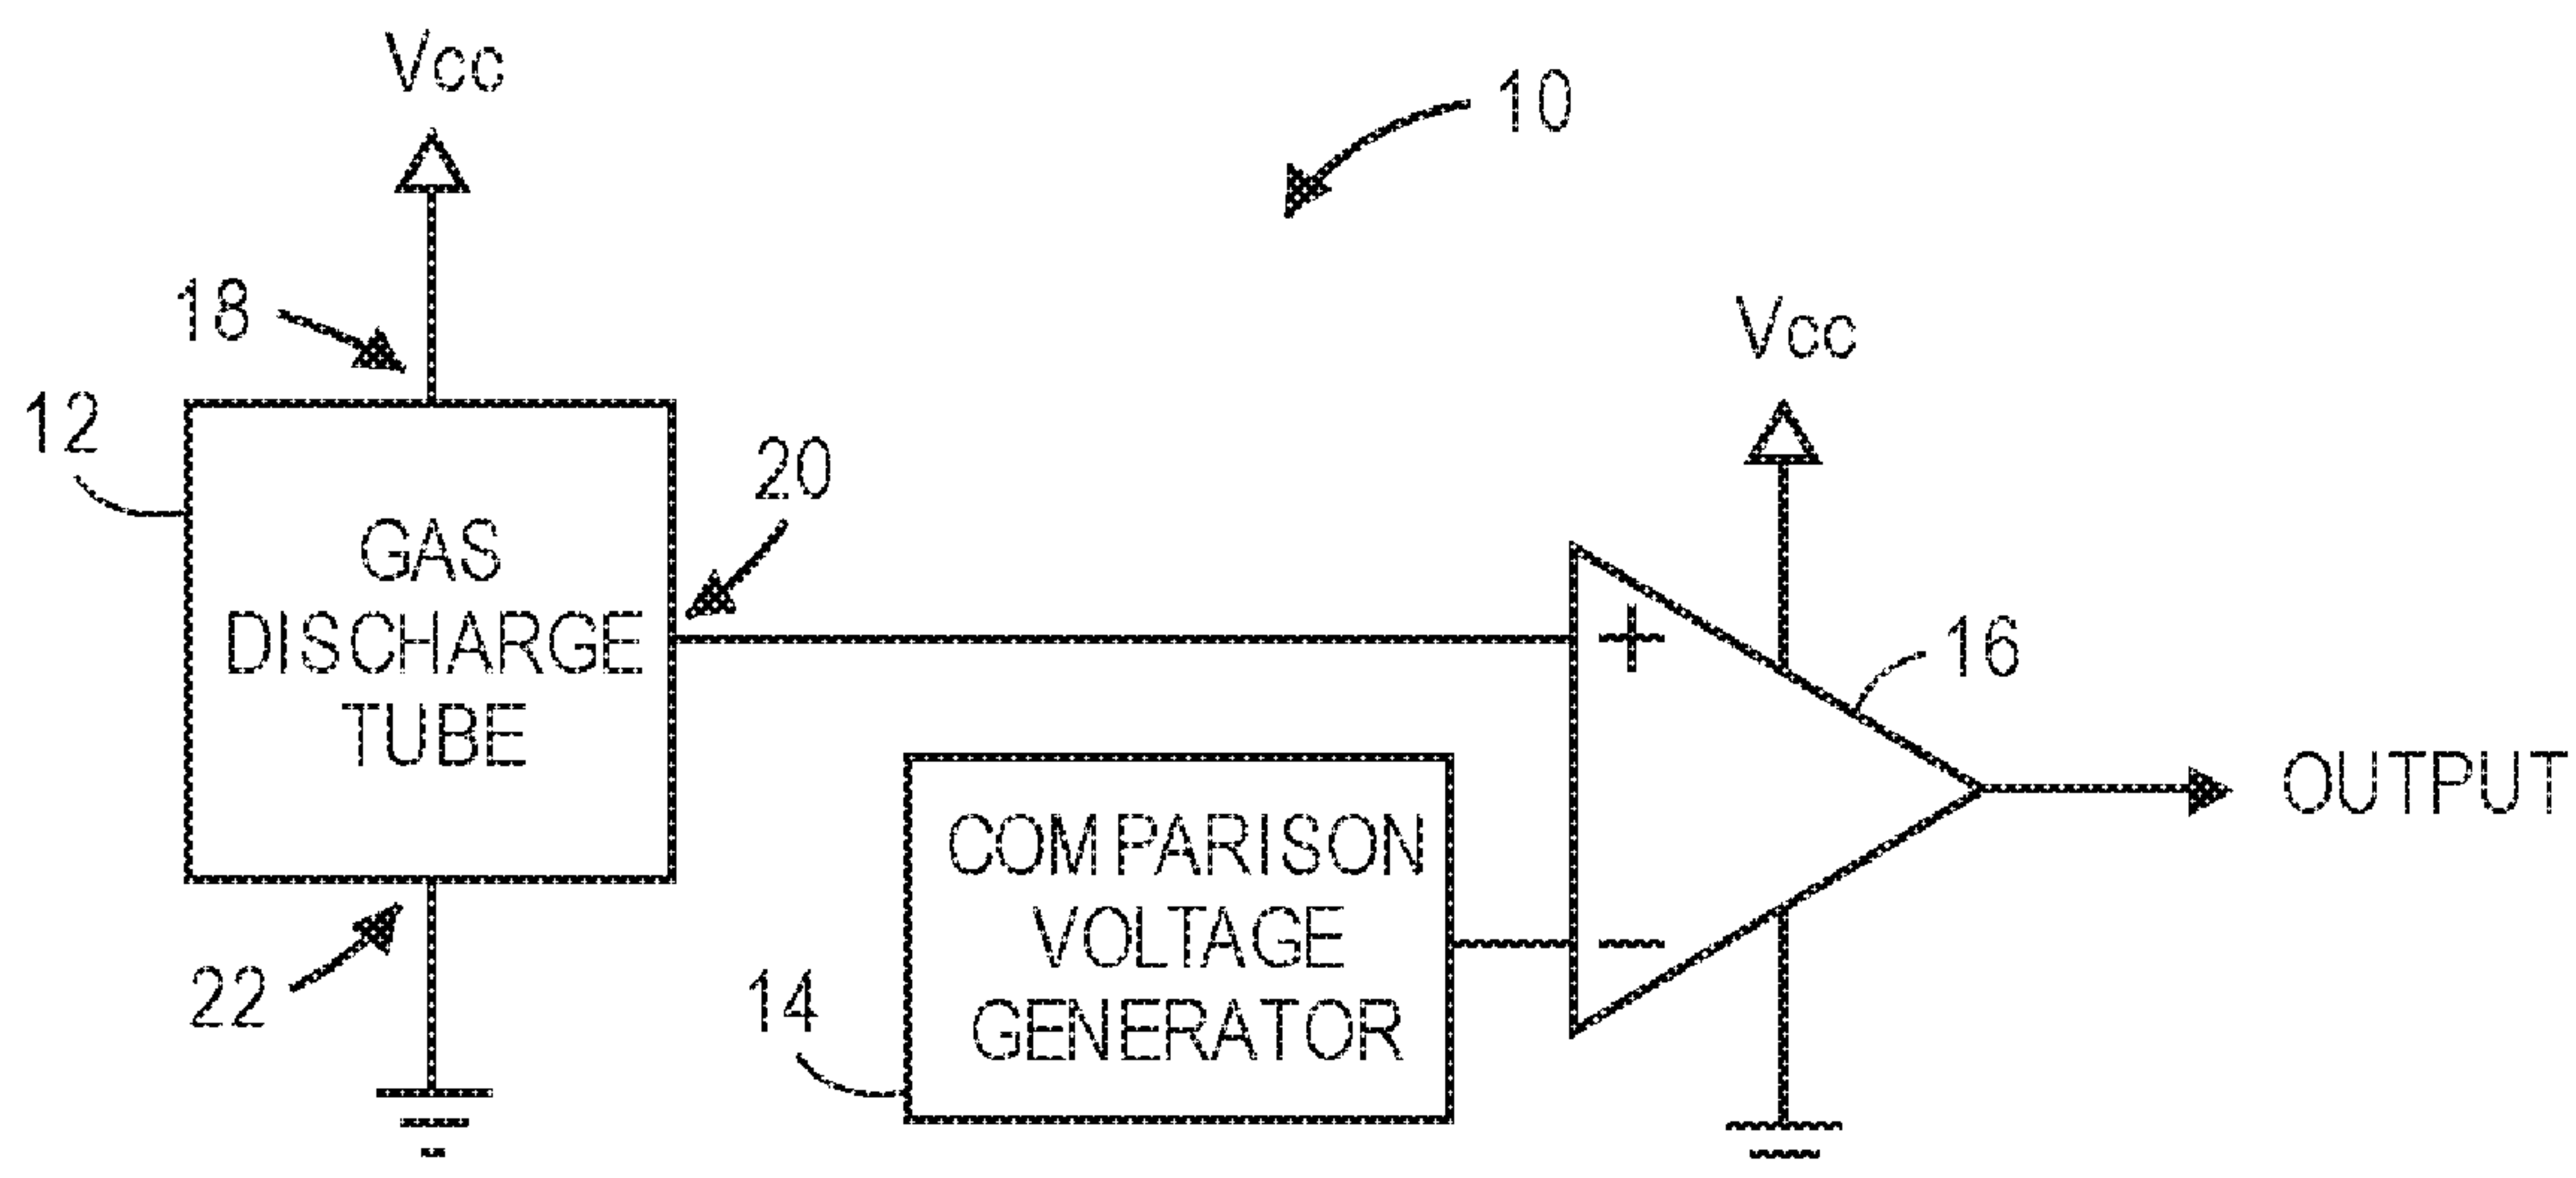 Vcc
10
18
Vcc
12
20
GAS
DISCHARGE
TUBE
+
16
OUTPUT
COMPARISON
VOLTAGE
GENERATOR
−
22
14